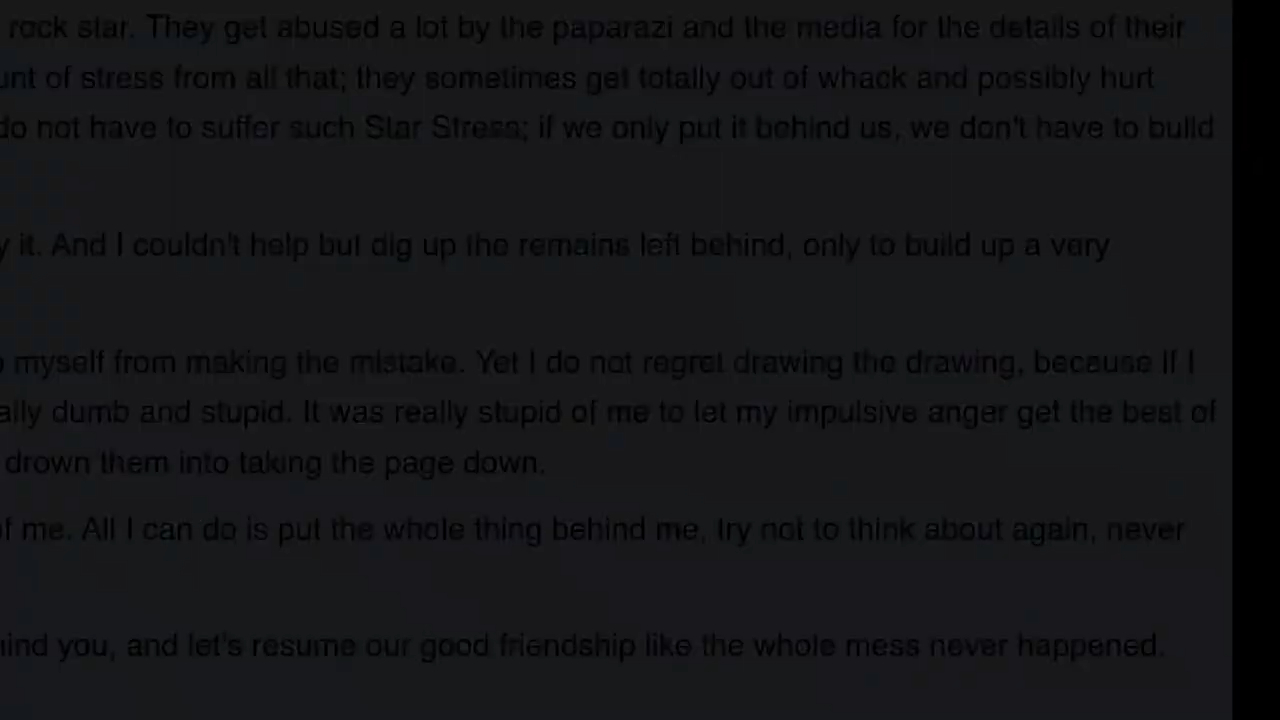 rock star. They get abused a lot by the paparazi and the media for the details of their
of stress from all that; they sometimes get totally out of whack and possibly hurt
do not have to suffer such Star Stress; if we only put it behind us, we don't have to build
it. And I couldn't help but dig up the remains left behind, only to build up a very
myself from making the mistake. Yet I do not regret drawing the drawing, because if I
dumb and stupid. It was really stupid of me to let my impulsive anger get the best of
drown them into taking the page down.
of me. All I can do is put the whole thing behind me, try not to think about again, never
you, and let's resume our good friendship like the whole mess never happened.